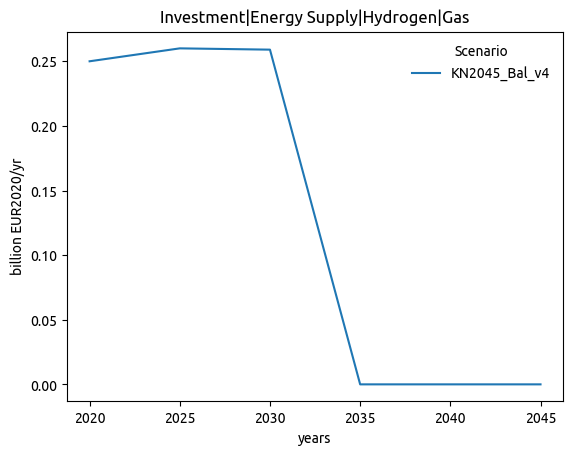 Investment|Energy Supply|Hydrogen|Gas
Scenario
KN2045_Bal_v4
billion EUR2020/yr
0.25
0.20
0.15
0.10
0.05
0.00
2020 2025 2030 2035 2040 2045
years